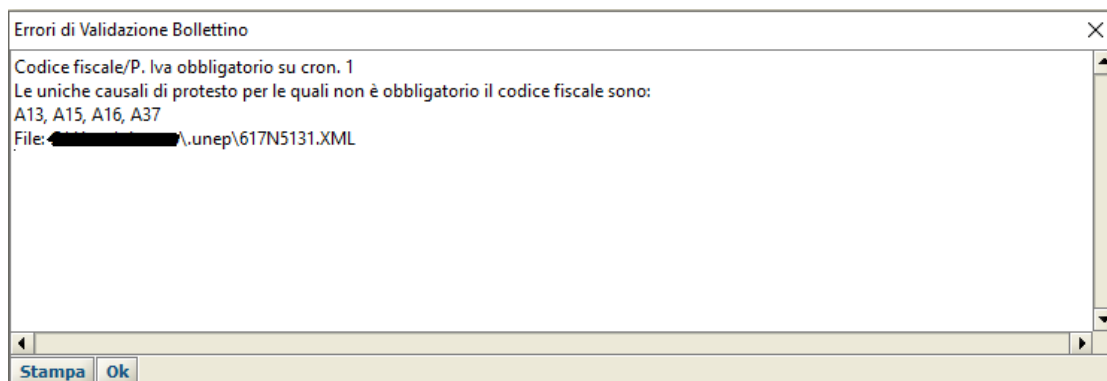 Errori di Validazione Bollettino
Codice fiscale/P. Iva obbligatorio su cron. 1
Le uniche causali di protesto per le quali non è obbligatorio il codice fiscale sono:
A13, A15, A16, A37
File: \.unep\617N5131.XML
Stampa Ok